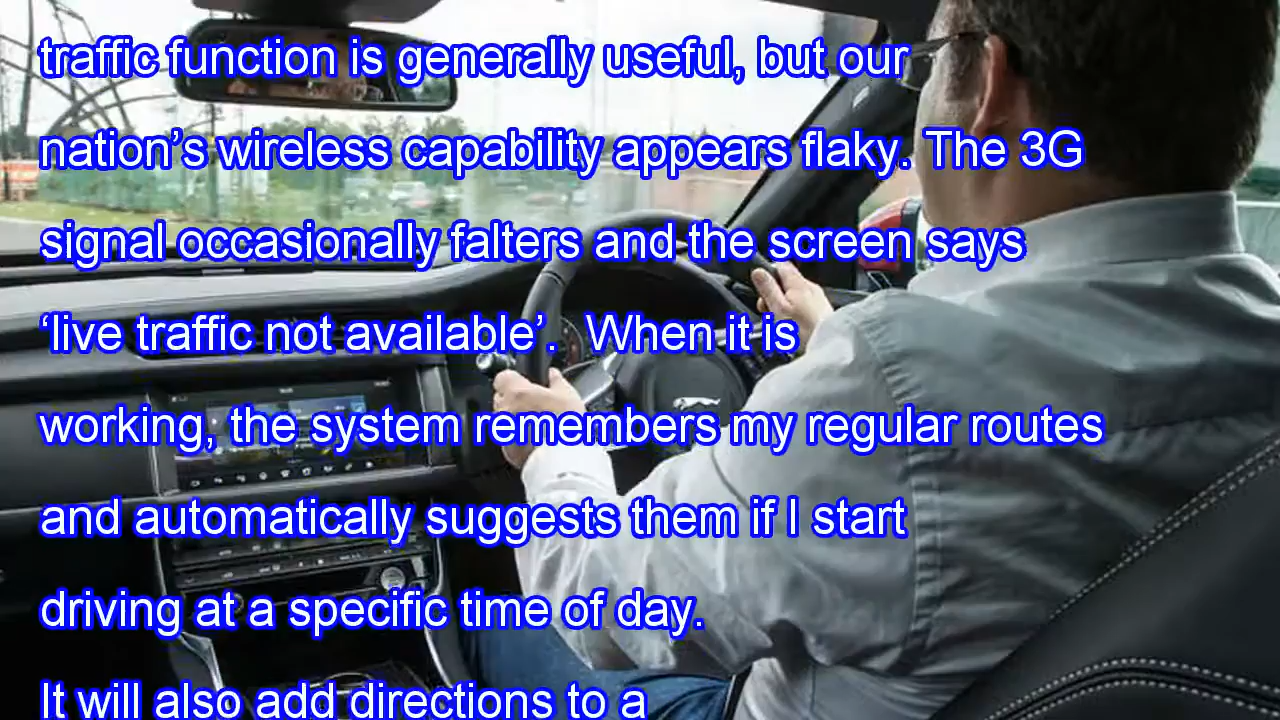 traffic function is generally useful, but our
nation’s wireless capability appears flaky. The 3G
signal occasionally falters and the screen says
‘live traffic not available’.  When it is
working, the system remembers my regular routes
and automatically suggests them if I start
driving at a specific time of day.
It will also add directions to a